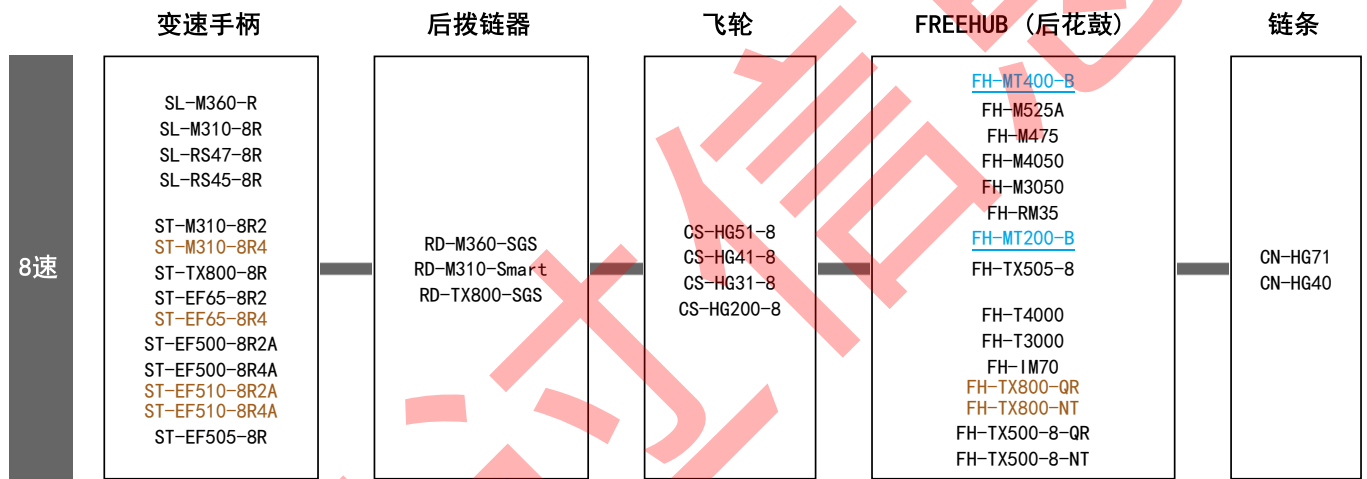 变速手柄
后拨链器
飞轮
FREEHUB (后花鼓)
链条
8速
SL-M360-R
SL-M310-8R
SL-RS47-8R
SL-RS45-8R
ST-M310-8R2
ST-M310-8R4
ST-TX800-8R
ST-EF65-8R2
ST-EF65-8R4
ST-EF500-8R2A
ST-EF500-8R4A
ST-EF510-8R2A
ST-EF510-8R4A
ST-EF505-8R
RD-M360-SGS
RD-M310-Smart
RD-TX800-SGS
CS-HG51-8
CS-HG41-8
CS-HG31-8
CS-HG200-8
FH-MT400-B
FH-M525A
FH-M475
FH-M4050
FH-M3050
FH-RM35
FH-MT200-B
FH-TX505-8
FH-T4000
FH-T3000
FH-IM70
FH-TX800-QR
FH-TX800-NT
FH-TX500-8-QR
FH-TX500-8-NT
CN-HG71
CN-HG40